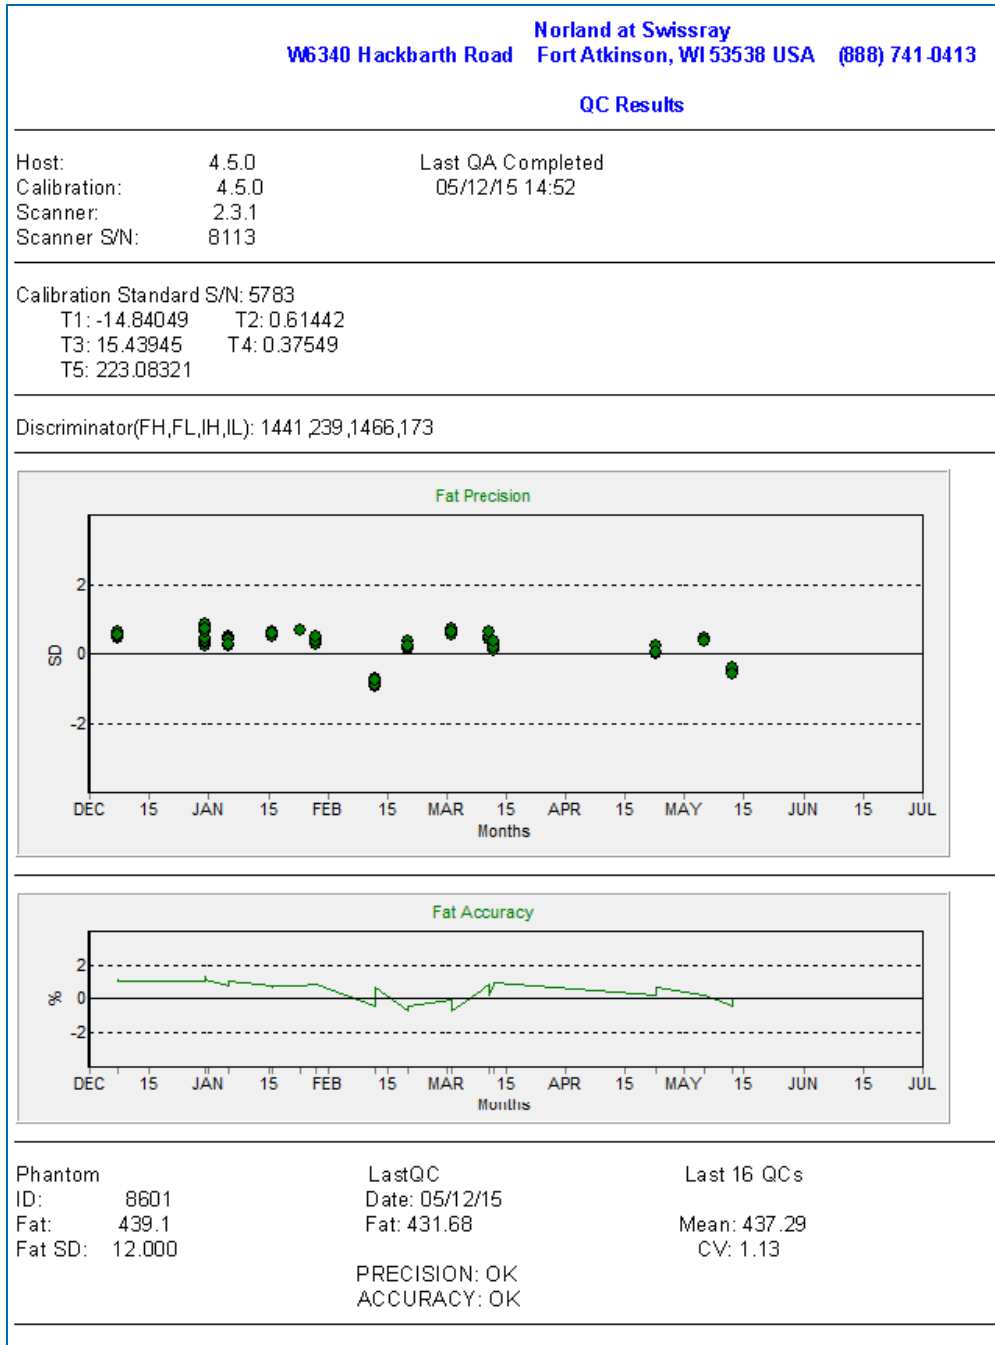 Norland at Swissray
W6340 Hackbarth Road Fort Atkinson, WI 53538 USA (888) 741-0413
QC Results
Host: 4.5.0 Last QA Completed
Calibration: 4.5.0 05/12/15 14:52
Scanner: 2.3.1
Scanner S/N: 8113
Calibration Standard S/N: 5783
T1: -14.84049 T2: 0.61442
T3: 15.43945 T4: 0.37549
T5: 223.08321
Discriminator(FH,FL,IH,IL): 1441,239,1466,173
Fat Precision
2
SD 0
-2
DEC 15 JAN 15 FEB 15 MAR 15 APR 15 MAY 15 JUN 15 JUL
Months
Fat Accuracy
2
% 0
-2
DEC 15 JAN 15 FEB 15 MAR 15 APR 15 MAY 15 JUN 15 JUL
Months
Phantom LastQC Last 16 QCs
ID: 8601 Date: 05/12/15
Fat: 439.1 Fat: 431.68 Mean: 437.29
Fat SD: 12.000 CV: 1.13
PRECISION: OK
ACCURACY: OK